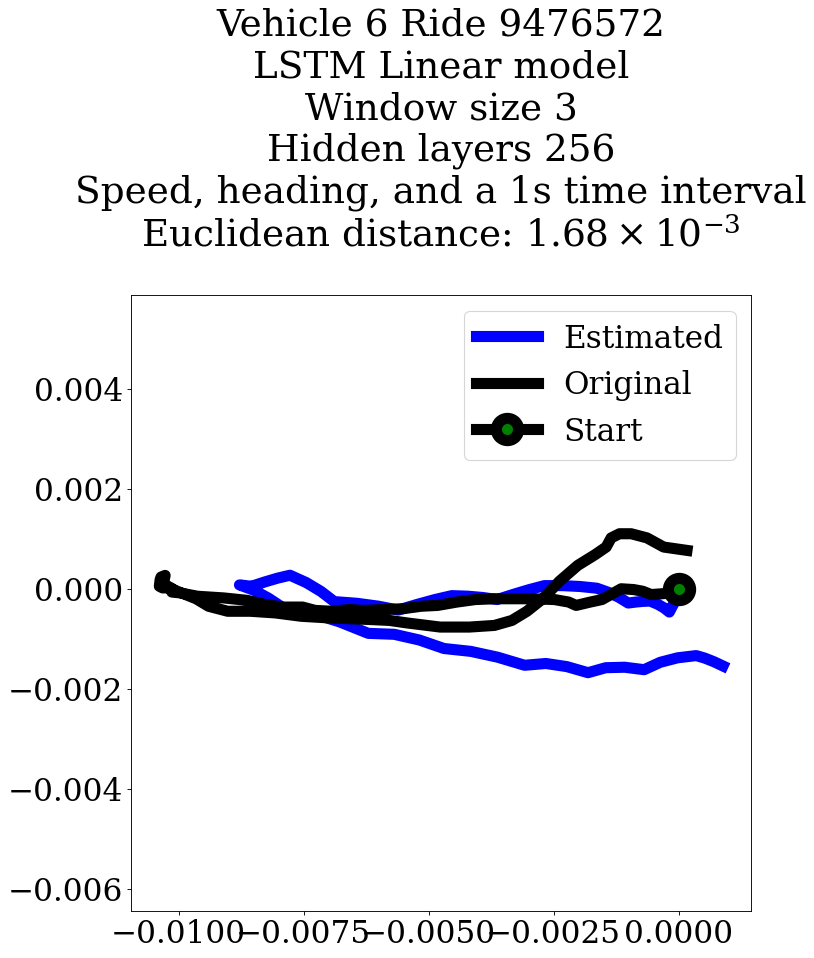 Vehicle 6 Ride 9476572
LSTM Linear model
Window size 3
Hidden layers 256
Speed, heading, and a 1s time interval
Euclidean distance: 1.68 × 10⁻³
Estimated
Original
Start
0.004
0.002
0.000
−0.002
−0.004
−0.006
−0.0100 −0.0075 −0.0050 −0.0025 0.0000